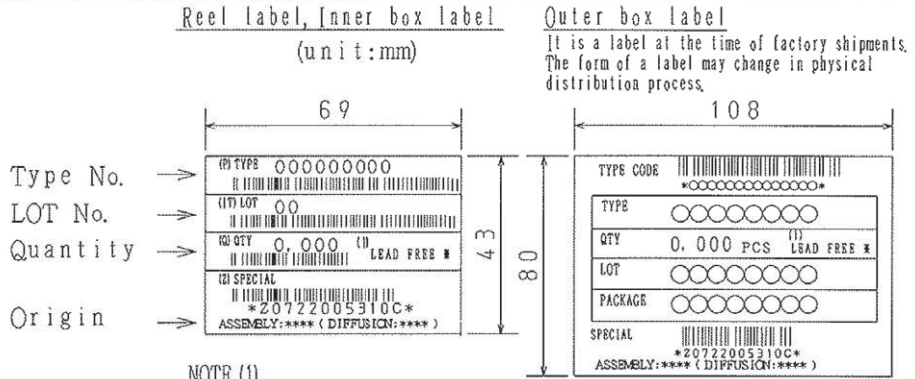 Reel label, Inner box label
(unit:mm)
Outer box label
It is a label at the time of factory shipments.
The form of a label may change in physical
distribution process.
69
108
Type No.
LOT No.
Quantity
Origin
(P) TYPE 000000000
(1T) LOT 00
(Q) QTY 0,000 (1) LEAD FREE *
(Z) SPECIAL
*Z0722005310C*
ASSEMBLY:**** ( DIFFUSION:**** )
43
80
TYPE CODE
*OOOOOOOOOOOOOO*
TYPE OOOOOOOO
QTY 0,000 PCS (1) LEAD FREE *
LOT OOOOOOOO
PACKAGE OOOOOOOO
SPECIAL
*Z0722005310C*
ASSEMBLY:**** ( DIFFUSION:**** )
NOTE (1)